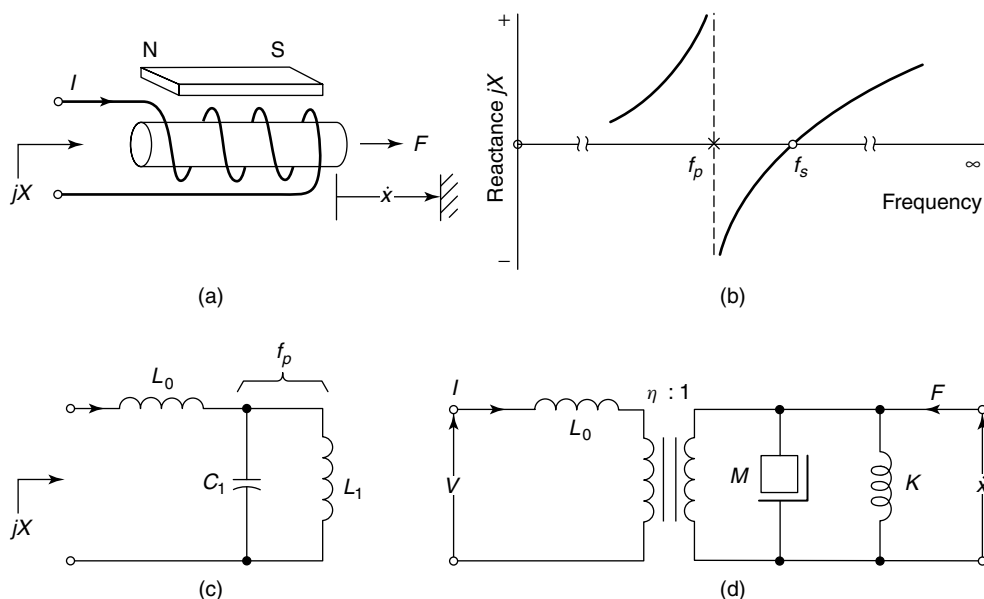 N S
I
F
jX
ẋ
(a)
+
Reactance jX
−
f_p
f_s
∞
Frequency
(b)
f_p
L_0
C_1
L_1
jX
(c)
I
L_0
η : 1
F
V
M
K
ẋ
(d)